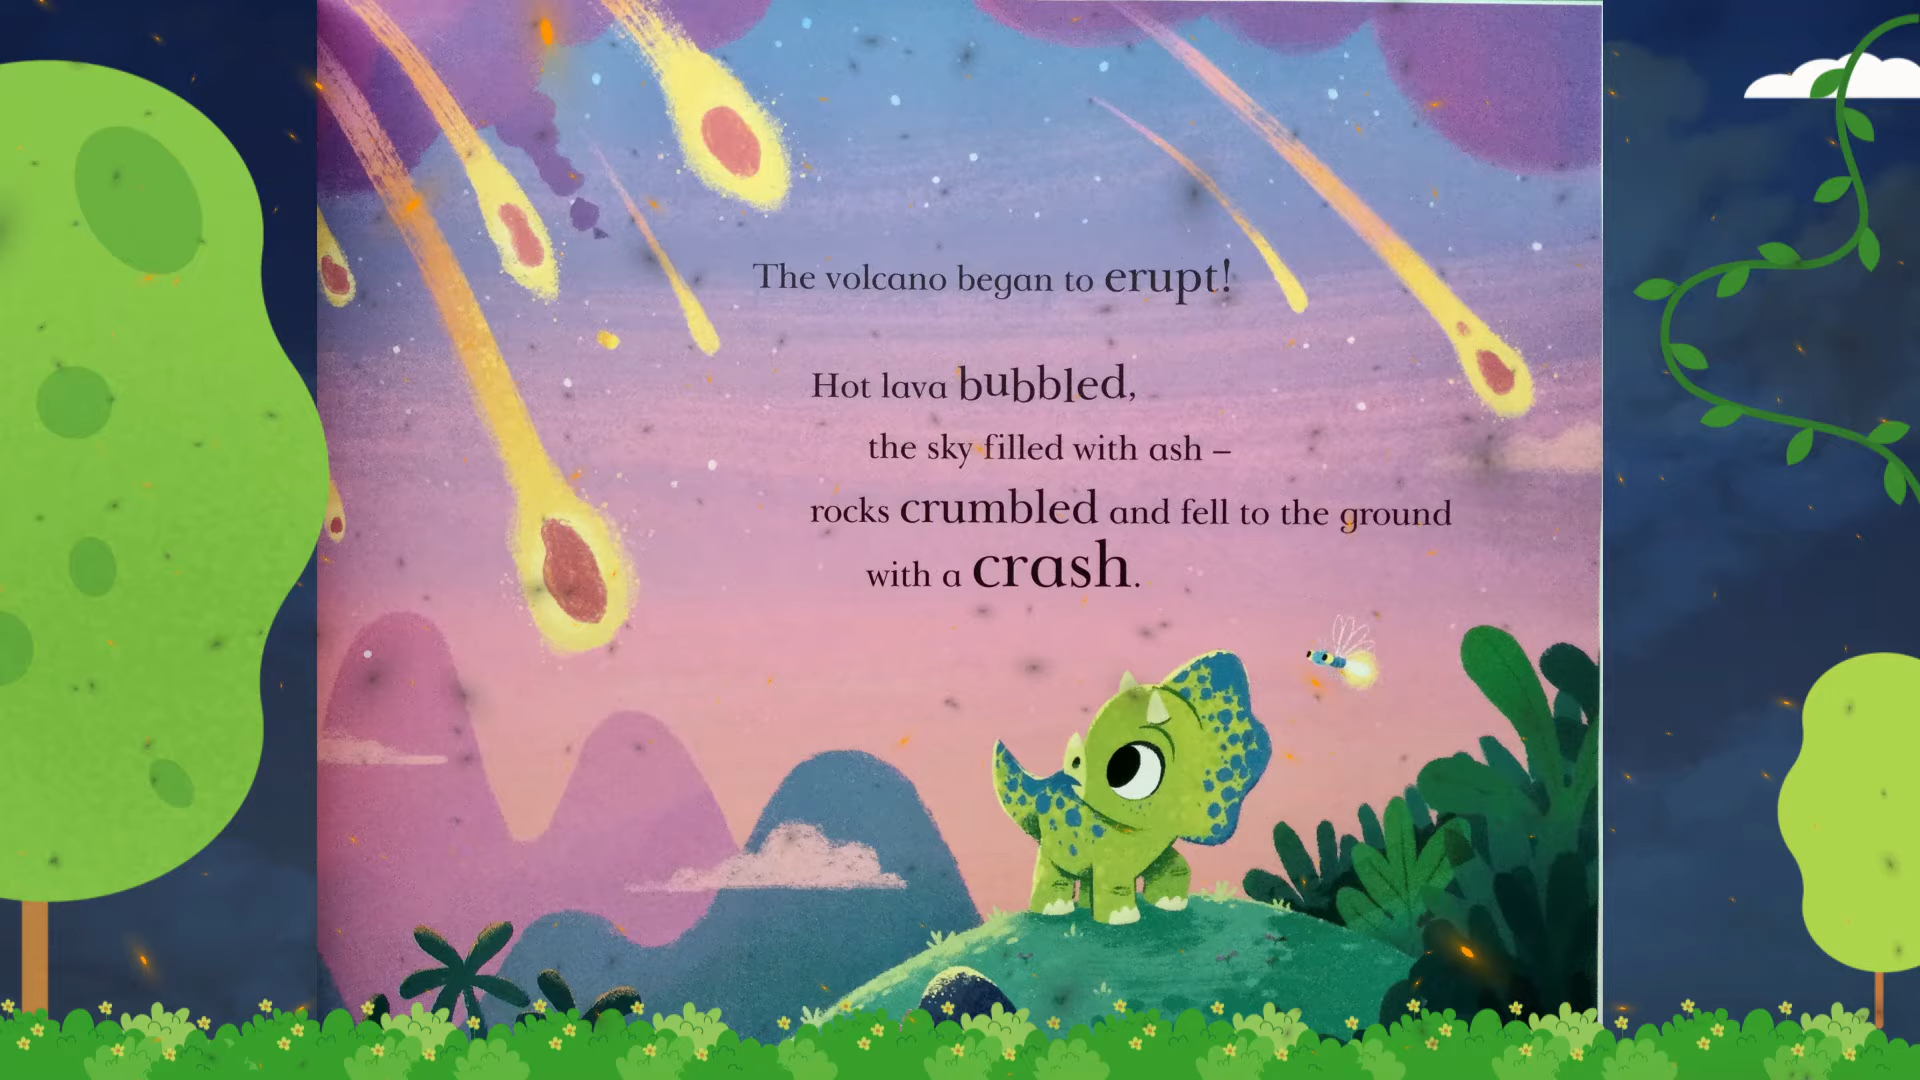 The volcano began to erupt!
Hot lava bubbled,
the sky filled with ash –
rocks crumbled and fell to the ground
with a crash.